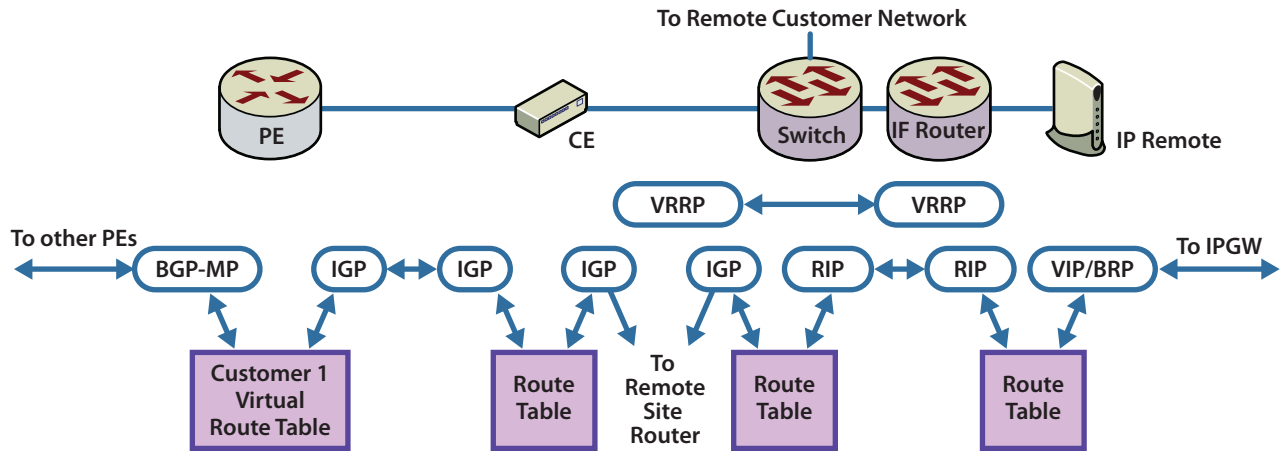 To Remote Customer Network
PE
CE
Switch
IF Router
IP Remote
VRRP
VRRP
To other PEs
To IPGW
BGP-MP
IGP
IGP
IGP
IGP
RIP
RIP
VIP/BRP
Customer 1
Virtual
Route Table
Route
Table
To
Remote
Site
Router
Route
Table
Route
Table